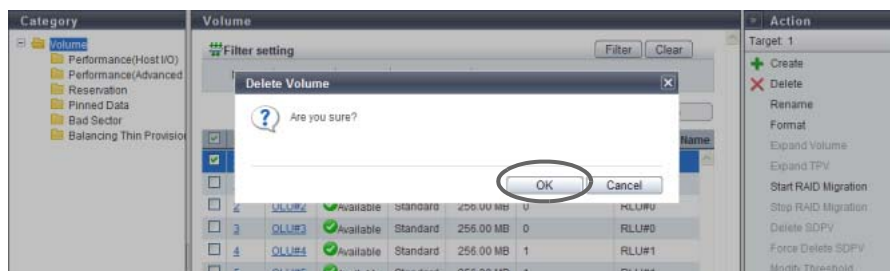 Category
Volume
Performance(Host I/O)
Performance(Advanced
Reservation
Pinned Data
Bad Sector
Balancing Thin Provision
Volume
Filter setting
Filter
Clear
Delete Volume
Are you sure?
OK
Cancel
Name
2 OLU#2 Available Standard 256.00 MB 0 RLU#0
3 OLU#3 Available Standard 256.00 MB 0 RLU#0
4 OLU#4 Available Standard 256.00 MB 1 RLU#1
Action
Target: 1
Create
Delete
Rename
Format
Expand Volume
Expand TPV
Start RAID Migration
Stop RAID Migration
Delete SDPV
Force Delete SDPV
Modify Threshold